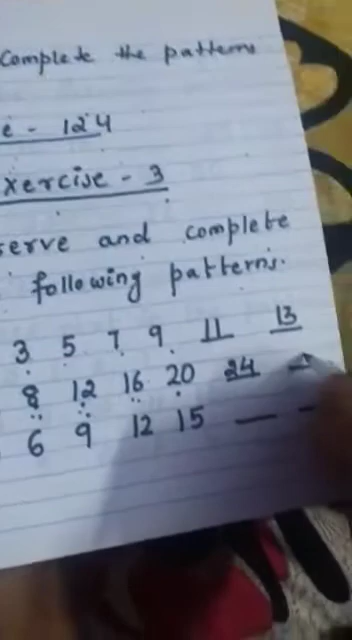 Complete the patterns
e - 124
xercise - 3
serve and complete
following patterns.
3 5 7 9 11 13
8 12 16 20 24
6 9 12 15